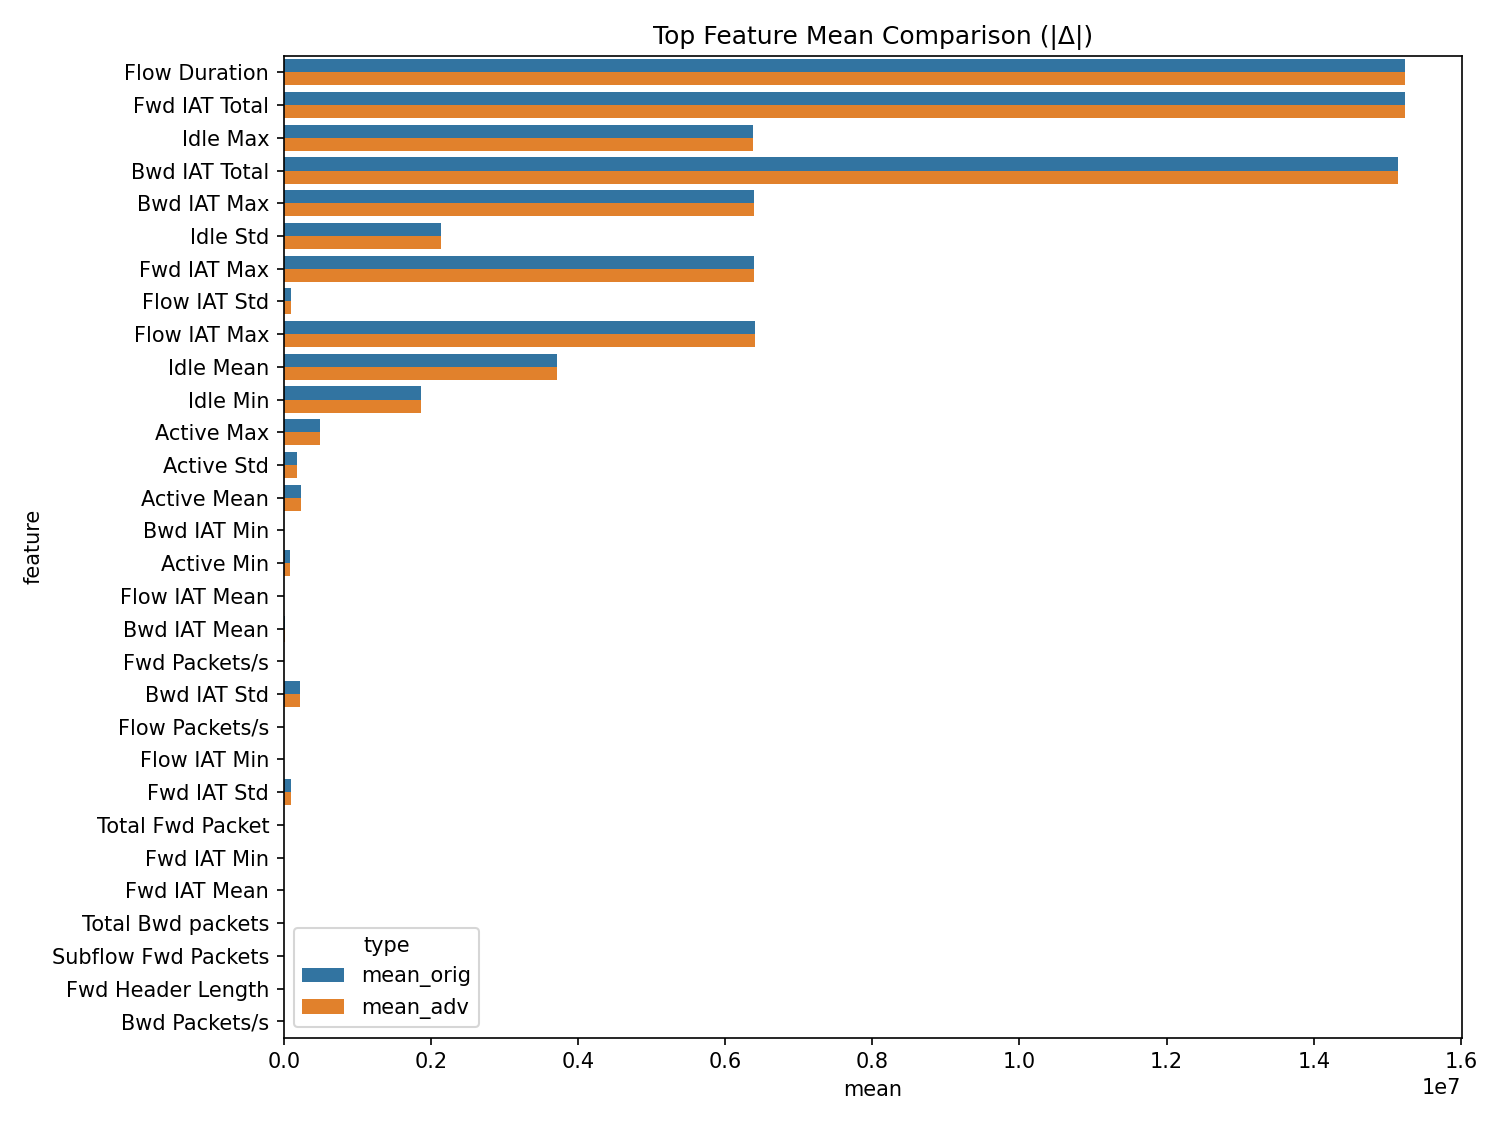 Top Feature Mean Comparison (|Δ|)
feature
Flow Duration
Fwd IAT Total
Idle Max
Bwd IAT Total
Bwd IAT Max
Idle Std
Fwd IAT Max
Flow IAT Std
Flow IAT Max
Idle Mean
Idle Min
Active Max
Active Std
Active Mean
Bwd IAT Min
Active Min
Flow IAT Mean
Bwd IAT Mean
Fwd Packets/s
Bwd IAT Std
Flow Packets/s
Flow IAT Min
Fwd IAT Std
Total Fwd Packet
Fwd IAT Min
Fwd IAT Mean
Total Bwd packets
Subflow Fwd Packets
Fwd Header Length
Bwd Packets/s
type
mean_orig
mean_adv
0.0 0.2 0.4 0.6 0.8 1.0 1.2 1.4 1.6
1e7
mean